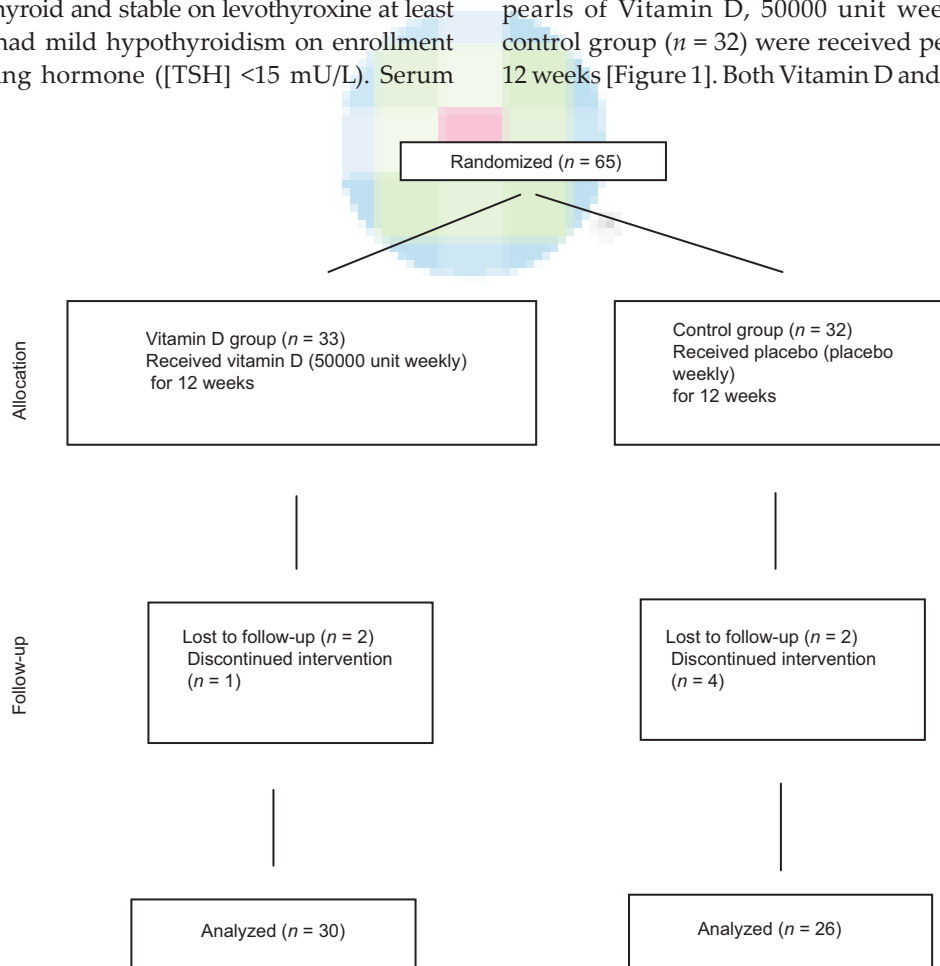 hyroid and stable on levothyroxine at least
had mild hypothyroidism on enrollment
ng hormone ([TSH] <15 mU/L). Serum
pearls of Vitamin D, 50000 unit wee
control group (n = 32) were received pe
12 weeks [Figure 1]. Both Vitamin D and
Randomized (n = 65)
Allocation
Vitamin D group (n = 33)
Received vitamin D (50000 unit weekly)
for 12 weeks
Control group (n = 32)
Received placebo (placebo
weekly)
for 12 weeks
Follow-up
Lost to follow-up (n = 2)
Discontinued intervention
(n = 1)
Lost to follow-up (n = 2)
Discontinued intervention
(n = 4)
Analyzed (n = 30)
Analyzed (n = 26)